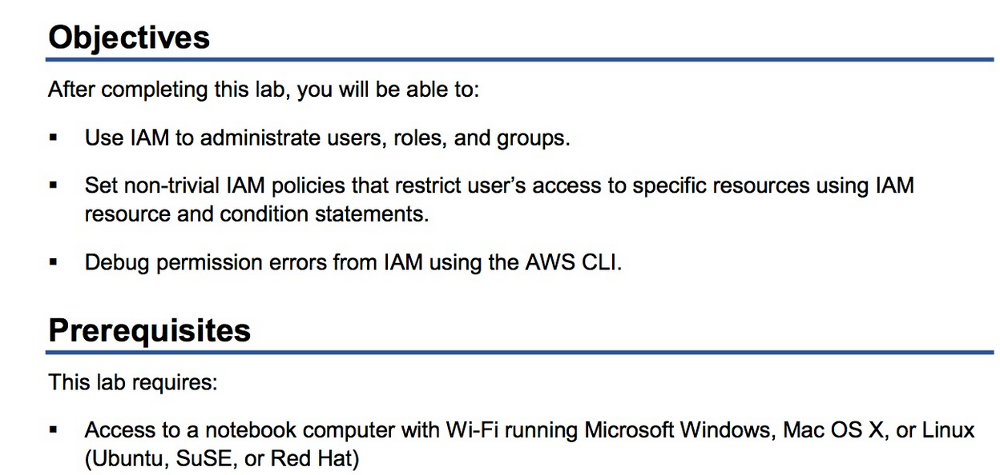 Objectives
After completing this lab, you will be able to:
▪ Use IAM to administrate users, roles, and groups.
▪ Set non-trivial IAM policies that restrict user’s access to specific resources using IAM
resource and condition statements.
▪ Debug permission errors from IAM using the AWS CLI.
Prerequisites
This lab requires:
▪ Access to a notebook computer with Wi-Fi running Microsoft Windows, Mac OS X, or Linux
(Ubuntu, SuSE, or Red Hat)